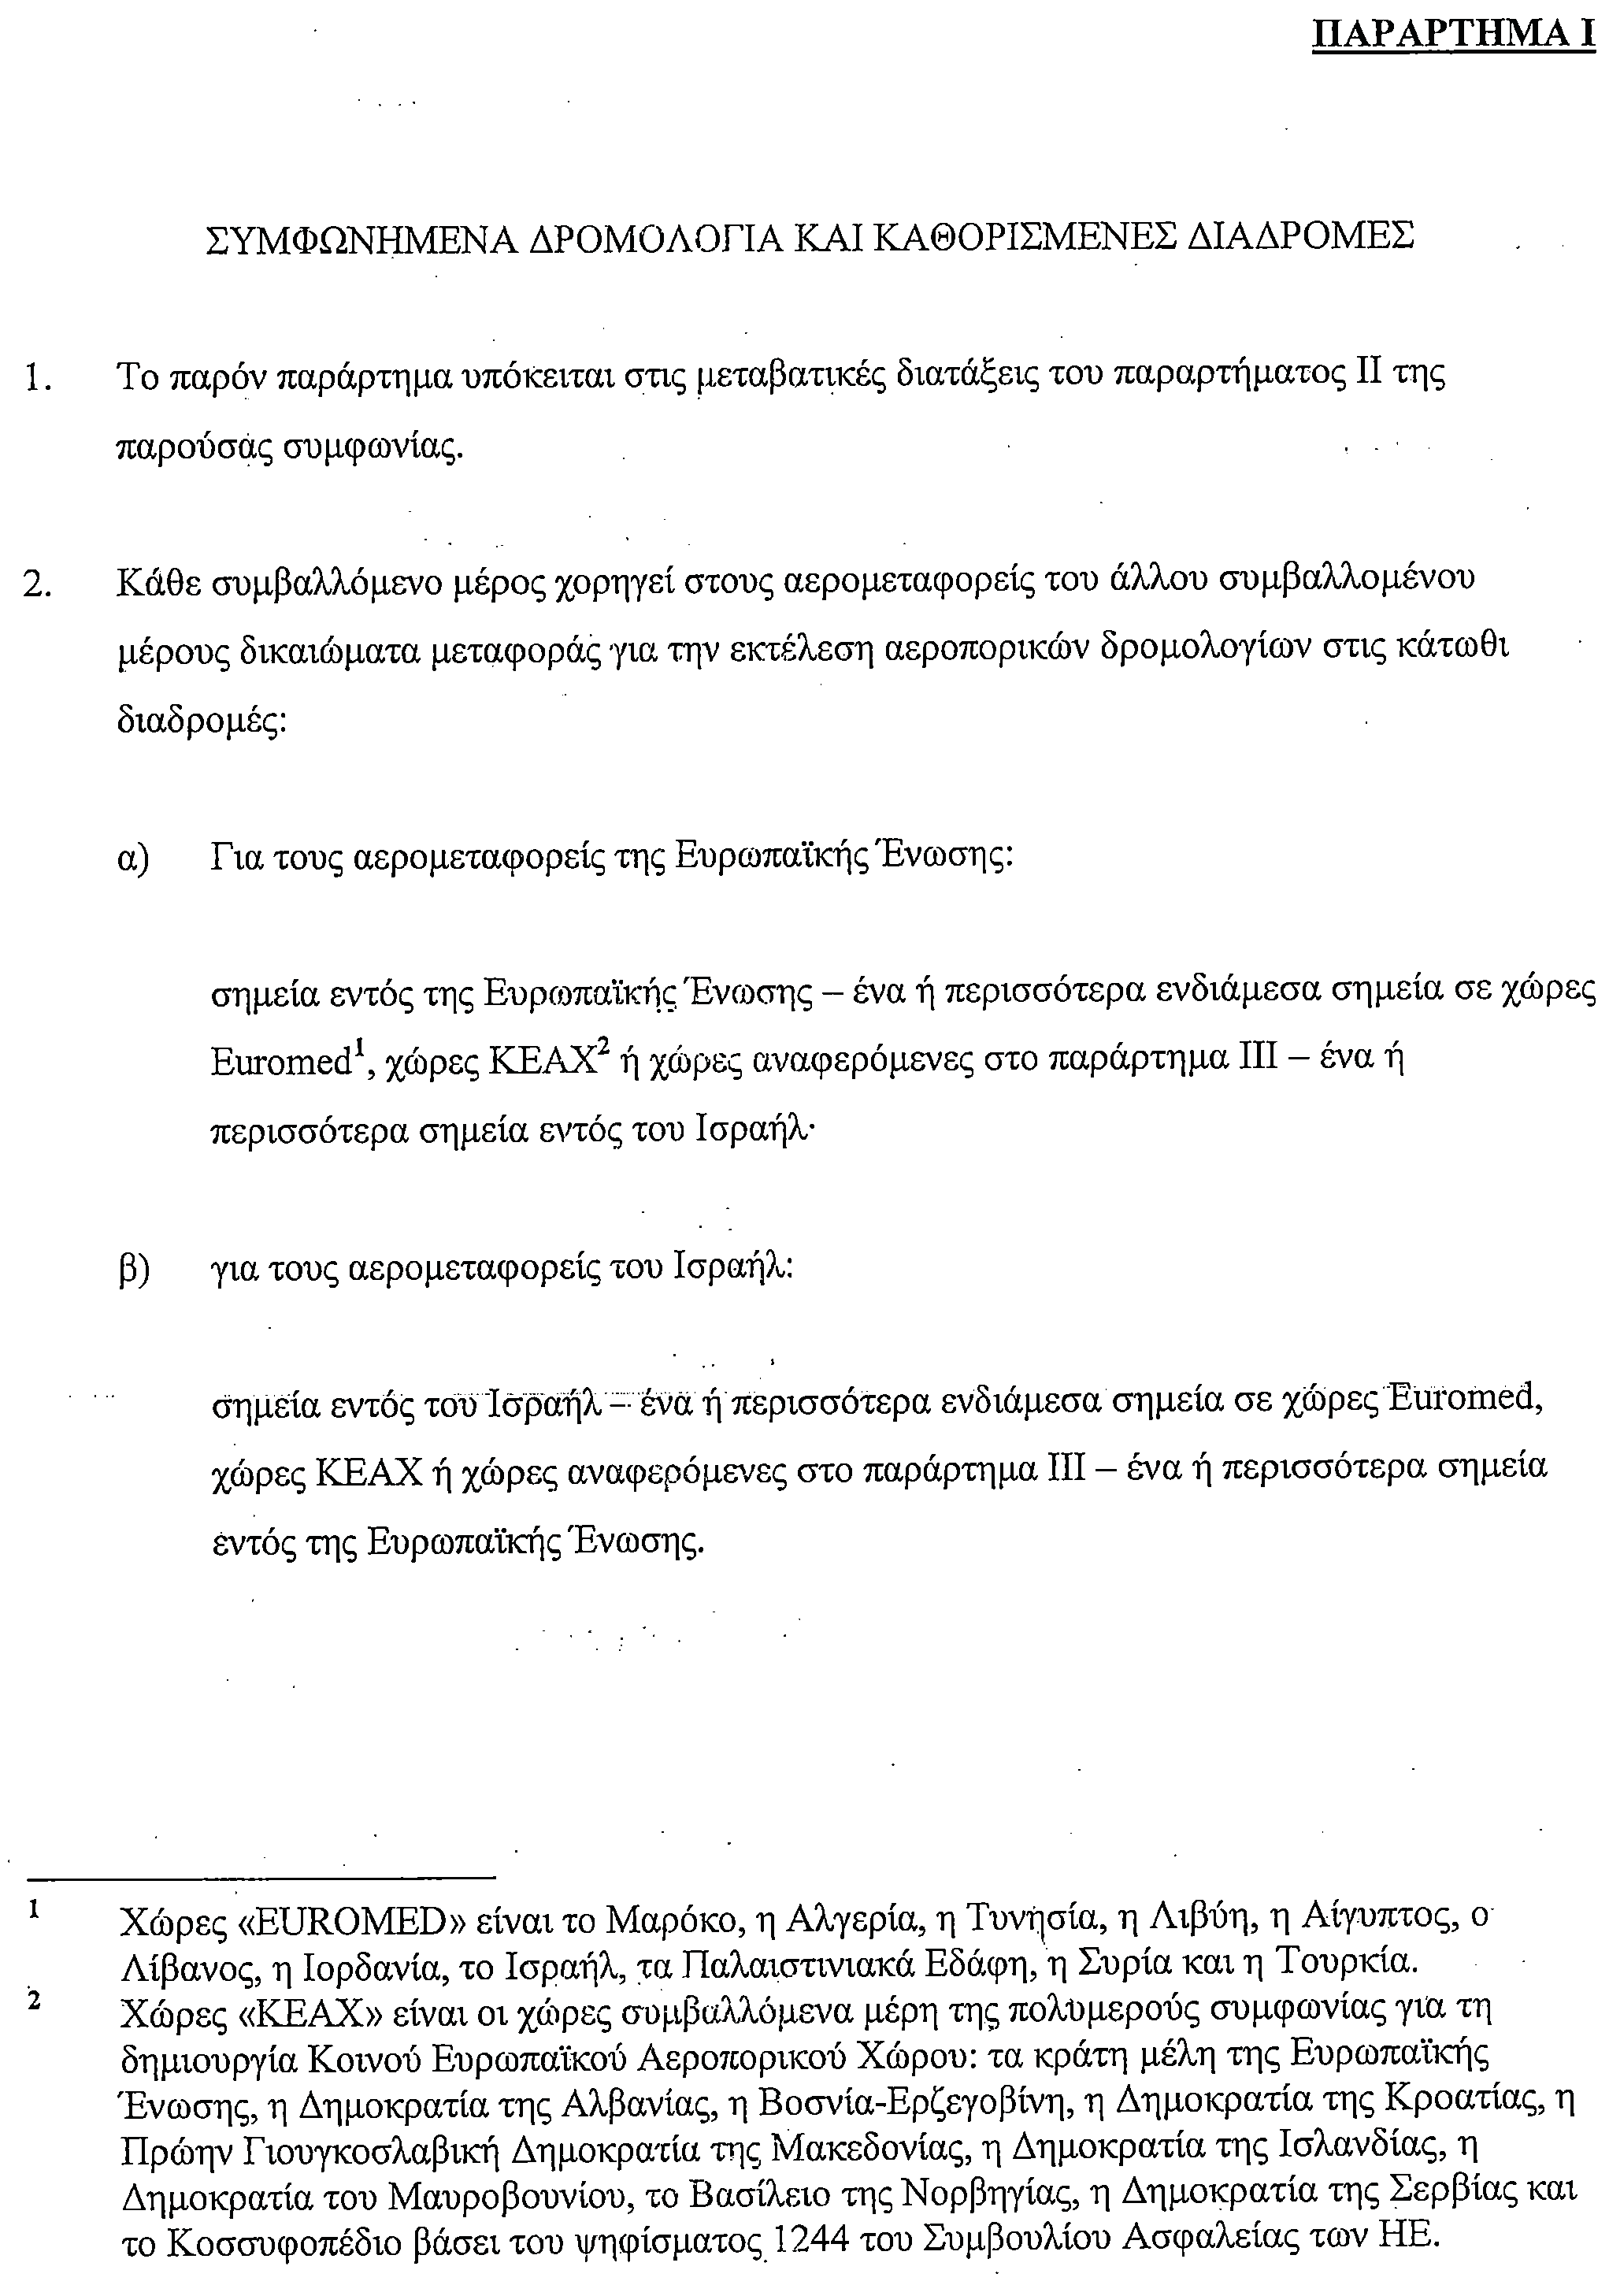 ΠΑΡΑΡΤΗΜΑ I
ΣΥΜΦΩΝΗΜΕΝΑ ΔΡΟΜΟΛΟΓΙΑ ΚΑΙ ΚΑΘΟΡΙΣΜΕΝΕΣ ΔΙΑΔΡΟΜΕΣ
1. Το παρόν παράρτημα υπόκειται στις μεταβατικές διατάξεις του παραρτήματος II της
παρούσας συμφωνίας.
2. Κάθε συμβαλλόμενο μέρος χορηγεί στους αερομεταφορείς του άλλου συμβαλλομένου
μέρους δικαιώματα μεταφοράς για την εκτέλεση αεροπορικών δρομολογίων στις κάτωθι
διαδρομές:
α) Για τους αερομεταφορείς της Ευρωπαϊκής Ένωσης:
σημεία εντός της Ευρωπαϊκής Ένωσης – ένα ή περισσότερα ενδιάμεσα σημεία σε χώρες
Euromed¹, χώρες ΚΕΑΧ² ή χώρες αναφερόμενες στο παράρτημα III – ένα ή
περισσότερα σημεία εντός του Ισραήλ·
β) για τους αερομεταφορείς του Ισραήλ:
σημεία εντός του Ισραήλ – ένα ή περισσότερα ενδιάμεσα σημεία σε χώρες Euromed,
χώρες ΚΕΑΧ ή χώρες αναφερόμενες στο παράρτημα III – ένα ή περισσότερα σημεία
εντός της Ευρωπαϊκής Ένωσης.
1 Χώρες «EUROMED» είναι το Μαρόκο, η Αλγερία, η Τυνησία, η Λιβύη, η Αίγυπτος, ο
Λίβανος, η Ιορδανία, το Ισραήλ, τα Παλαιστινιακά Εδάφη, η Συρία και η Τουρκία.
2 Χώρες «ΚΕΑΧ» είναι οι χώρες συμβαλλόμενα μέρη της πολυμερούς συμφωνίας για τη
δημιουργία Κοινού Ευρωπαϊκού Αεροπορικού Χώρου: τα κράτη μέλη της Ευρωπαϊκής
Ένωσης, η Δημοκρατία της Αλβανίας, η Βοσνία-Ερζεγοβίνη, η Δημοκρατία της Κροατίας, η
Πρώην Γιουγκοσλαβική Δημοκρατία της Μακεδονίας, η Δημοκρατία της Ισλανδίας, η
Δημοκρατία του Μαυροβουνίου, το Βασίλειο της Νορβηγίας, η Δημοκρατία της Σερβίας και
το Κοσσυφοπέδιο βάσει του ψηφίσματος 1244 του Συμβουλίου Ασφαλείας των ΗΕ.